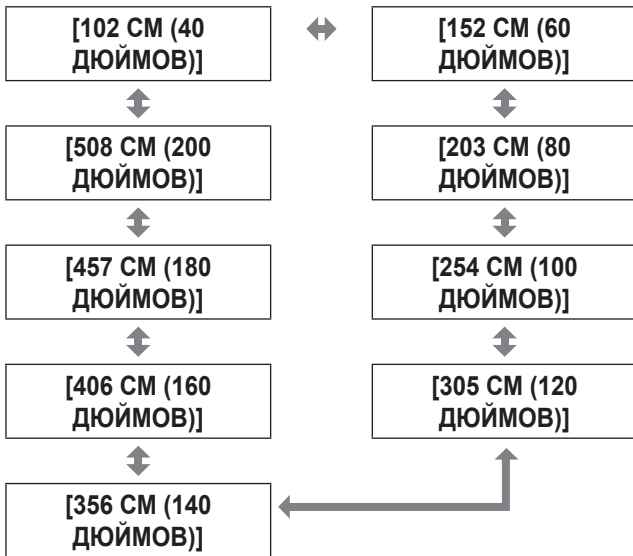 [102 СМ (40
ДЮЙМОВ)]
[152 СМ (60
ДЮЙМОВ)]
[508 СМ (200
ДЮЙМОВ)]
[203 СМ (80
ДЮЙМОВ)]
[457 СМ (180
ДЮЙМОВ)]
[254 СМ (100
ДЮЙМОВ)]
[406 СМ (160
ДЮЙМОВ)]
[305 СМ (120
ДЮЙМОВ)]
[356 СМ (140
ДЮЙМОВ)]